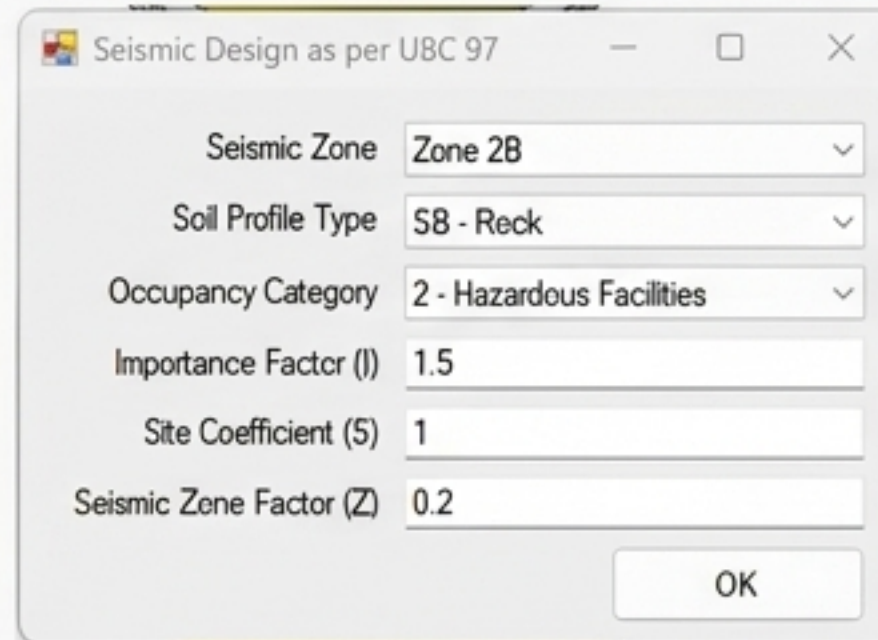 Seismic Design as per U8C 97
Seismic Zone Zone 2B
Soil Profile Type S8 - Reck
Occupancy Category 2 - Hazardous Facilities
Importance Factcr (I) 1.5
Site Coefficient (5) 1
Seismic Zene Factor (Z) 0.2
OK